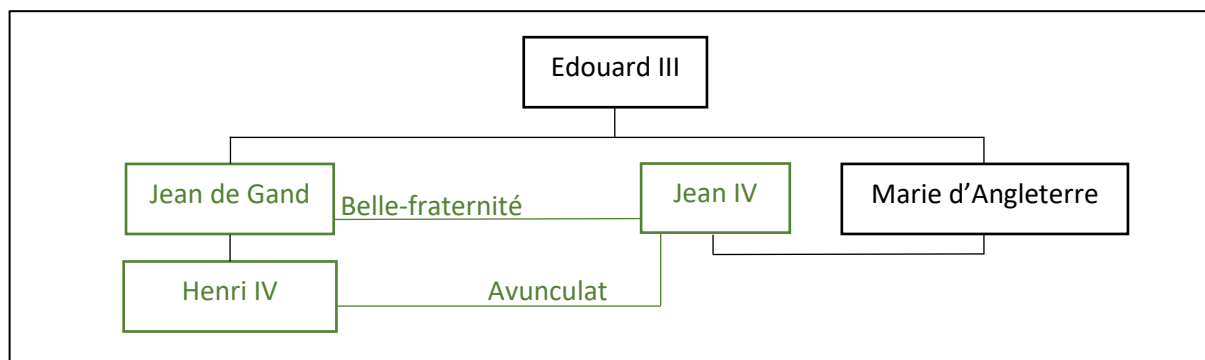 Edouard III
Jean de Gand
Belle-fraternité
Jean IV
Marie d’Angleterre
Henri IV
Avunculat